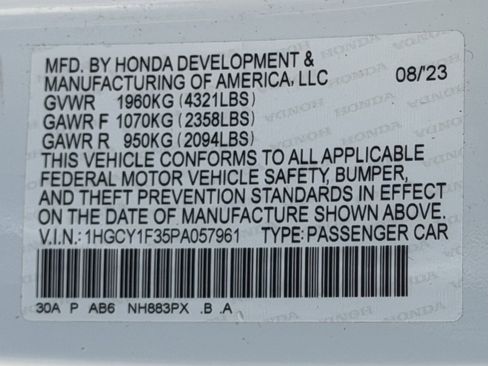 MFD. BY HONDA DEVELOPMENT &
MANUFACTURING OF AMERICA, LLC 08/23
GVWR 1960KG (4321LBS)
GAWR F 1070KG (2358LBS)
GAWR R 950KG (2094LBS)
THIS VEHICLE CONFORMS TO ALL APPLICABLE
FEDERAL MOTOR VEHICLE SAFETY, BUMPER,
AND THEFT PREVENTION STANDARDS IN EFFECT
ON THE DATE OF MANUFACTURE SHOWN ABOVE.
V.I.N.: 1HGCY1F35PA057961 TYPE: PASSENGER CAR
30A P AB6 NH883PX .B .A